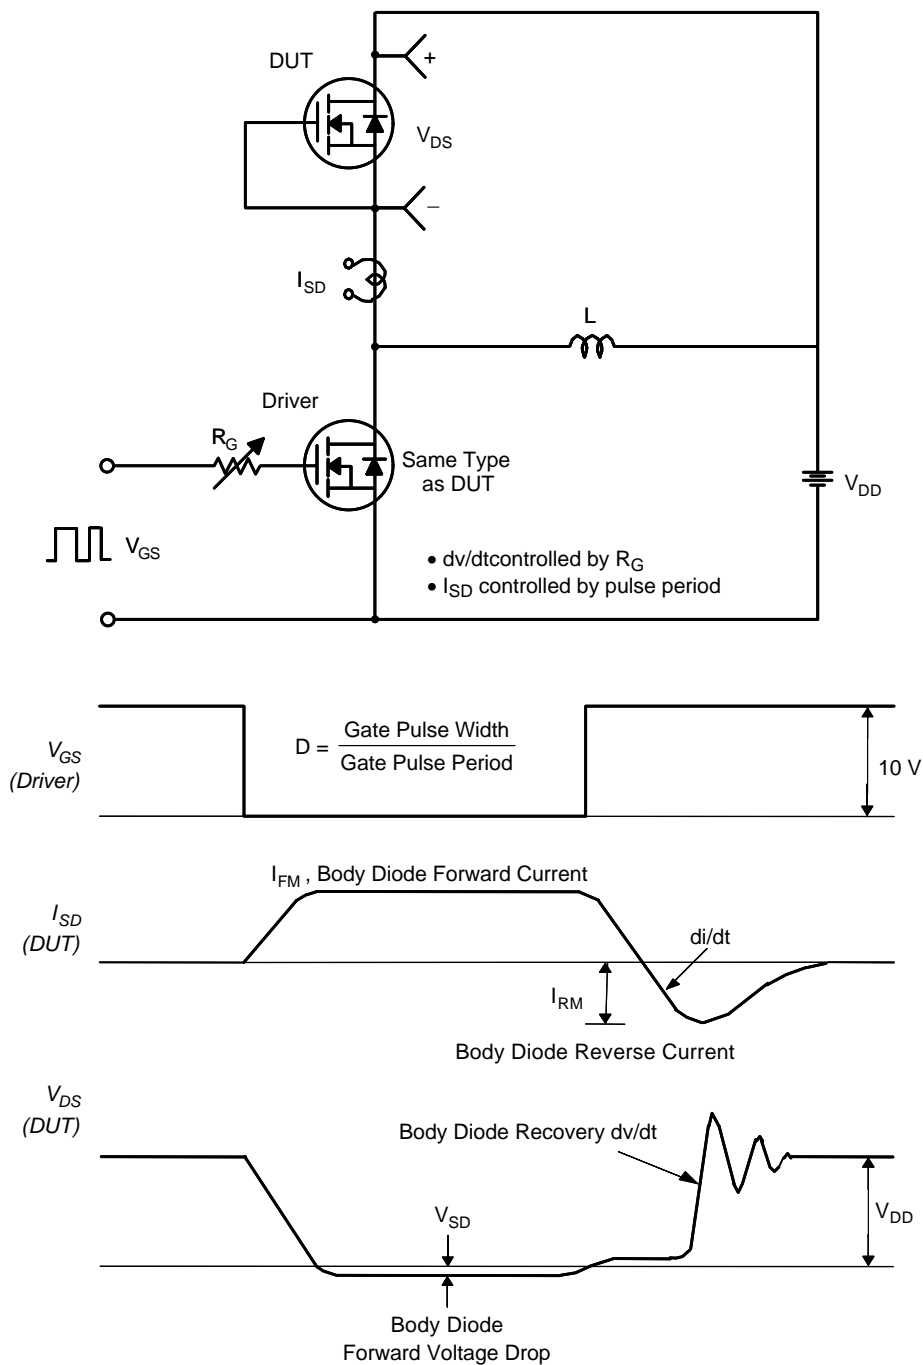 DUT
+
V_DS
−
I_SD
L
Driver
R_G
Same Type
as DUT
V_DD
V_GS
• dv/dtcontrolled by R_G
• I_SD controlled by pulse period
V_GS
(Driver)
D = Gate Pulse Width
Gate Pulse Period
10 V
I_FM , Body Diode Forward Current
I_SD
(DUT)
di/dt
I_RM
Body Diode Reverse Current
V_DS
(DUT)
Body Diode Recovery dv/dt
V_SD
V_DD
Body Diode
Forward Voltage Drop